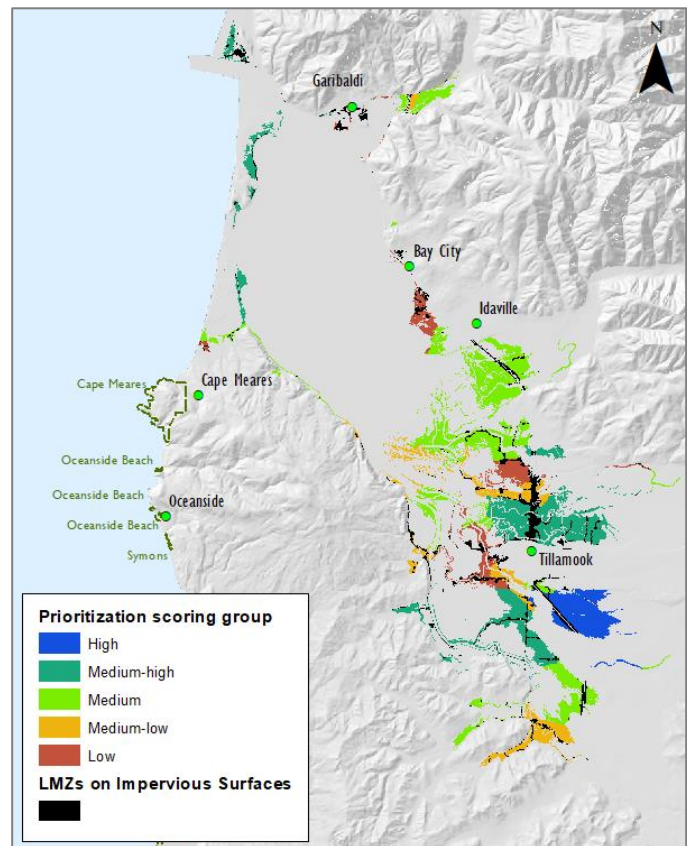 N
Garibaldi
Bay City
Idaville
Cape Meares
Cape Meares
Oceanside Beach
Oceanside Beach
Oceanside
Oceanside Beach
Symons
Tillamook
Prioritization scoring group
High
Medium-high
Medium
Medium-low
Low
LMZs on Impervious Surfaces